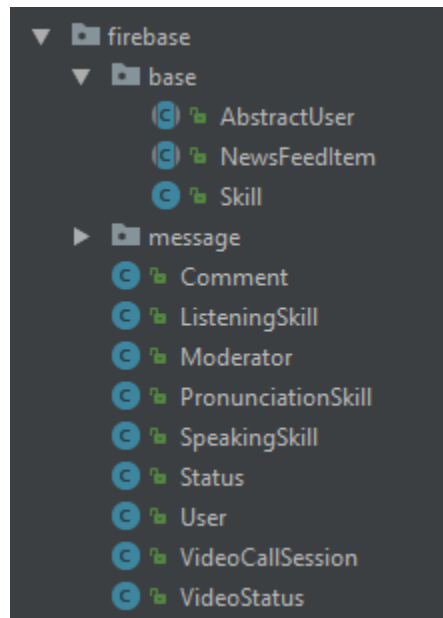 firebase
base
C AbstractUser
C NewsFeedItem
C Skill
message
C Comment
C ListeningSkill
C Moderator
C PronunciationSkill
C SpeakingSkill
C Status
C User
C VideoCallSession
C VideoStatus